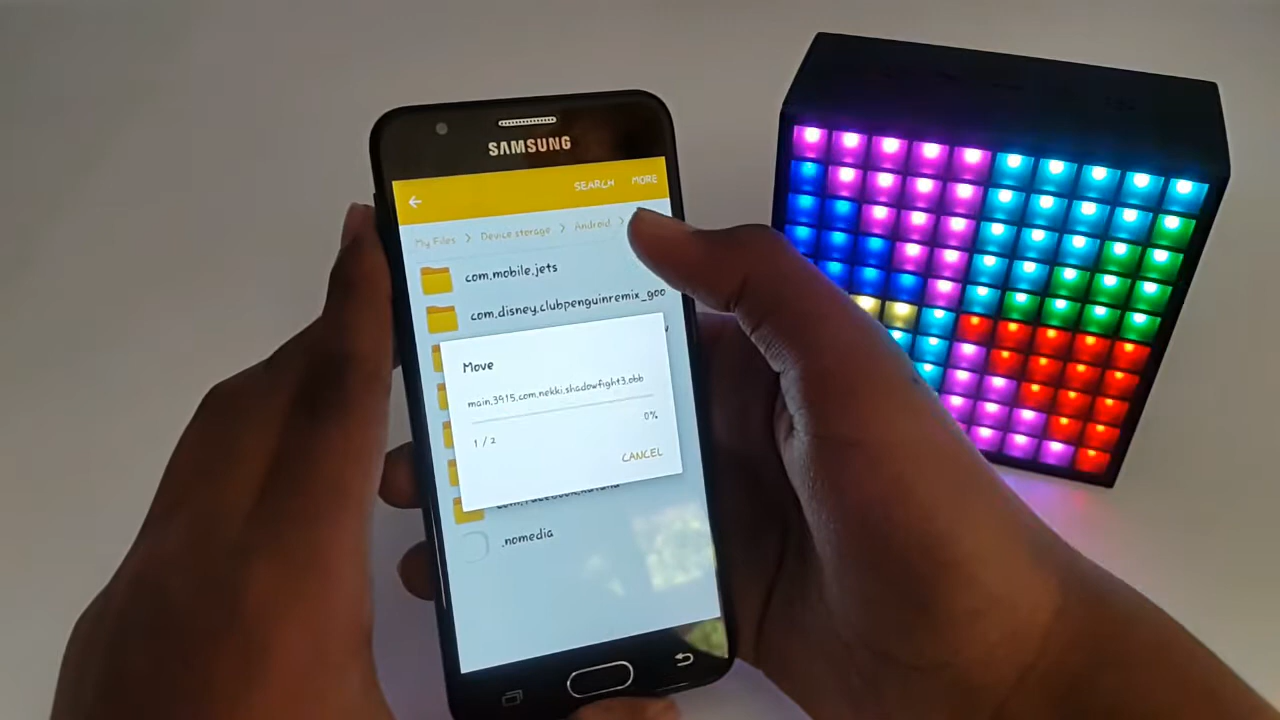 SAMSUNG
SEARCH MORE
My Files > Device storage > Android >
com.mobile.jets
com.disney.clubpenguinremix_goo
Move
main.3915.com.nekki.shadowfight3.obb
0%
1 / 2
CANCEL
.nomedia